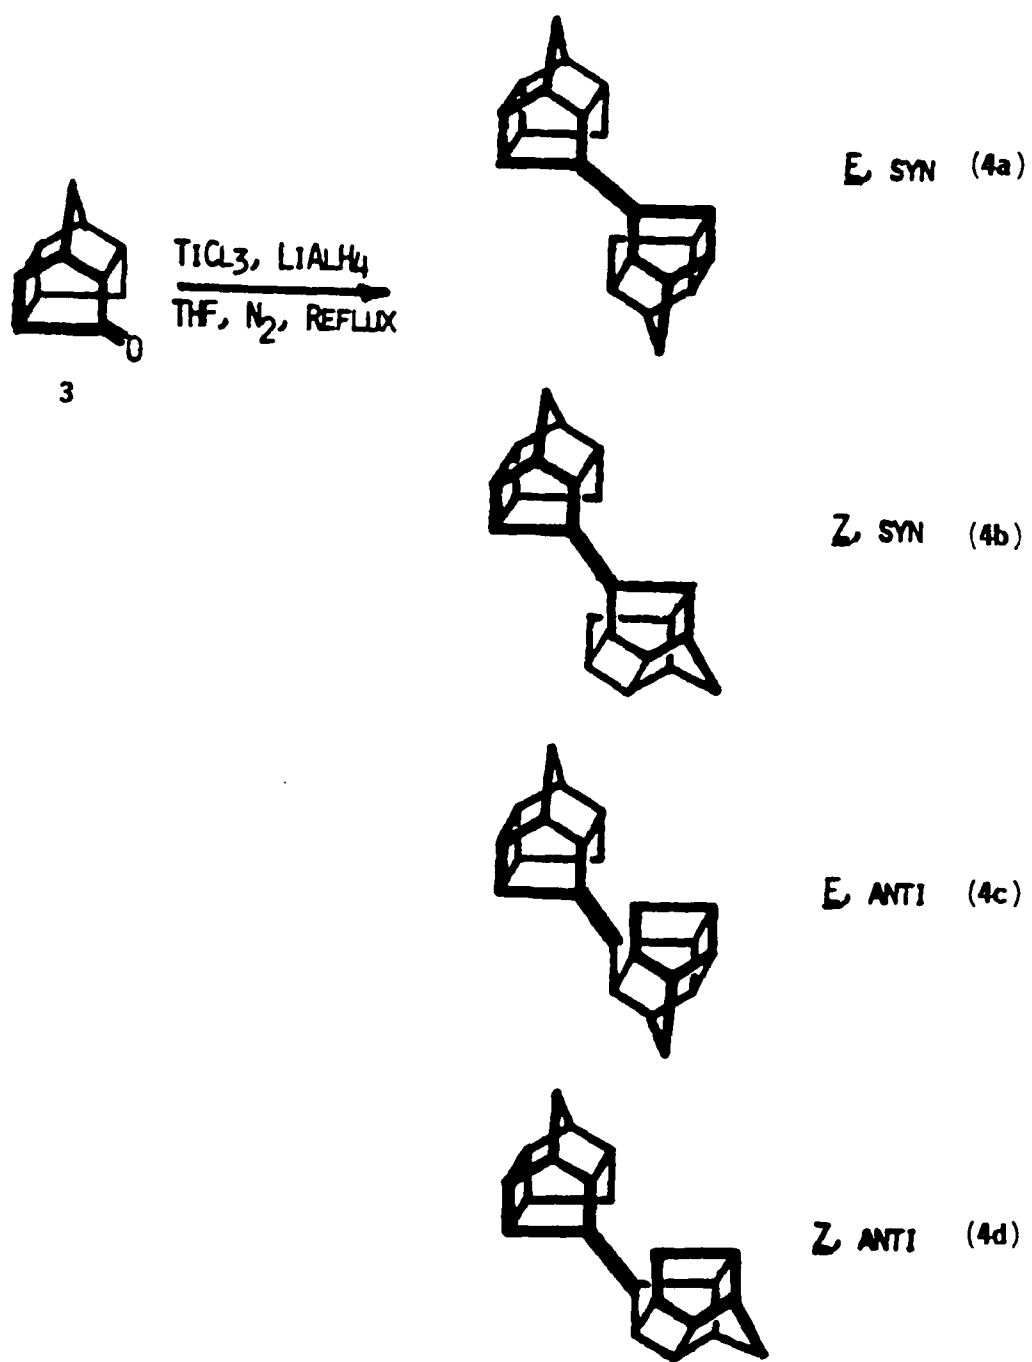 E, SYN (4a)
TiCL3, LiALH4
THF, N2, REFLUX
O
3
Z, SYN (4b)
E, ANTI (4c)
Z, ANTI (4d)